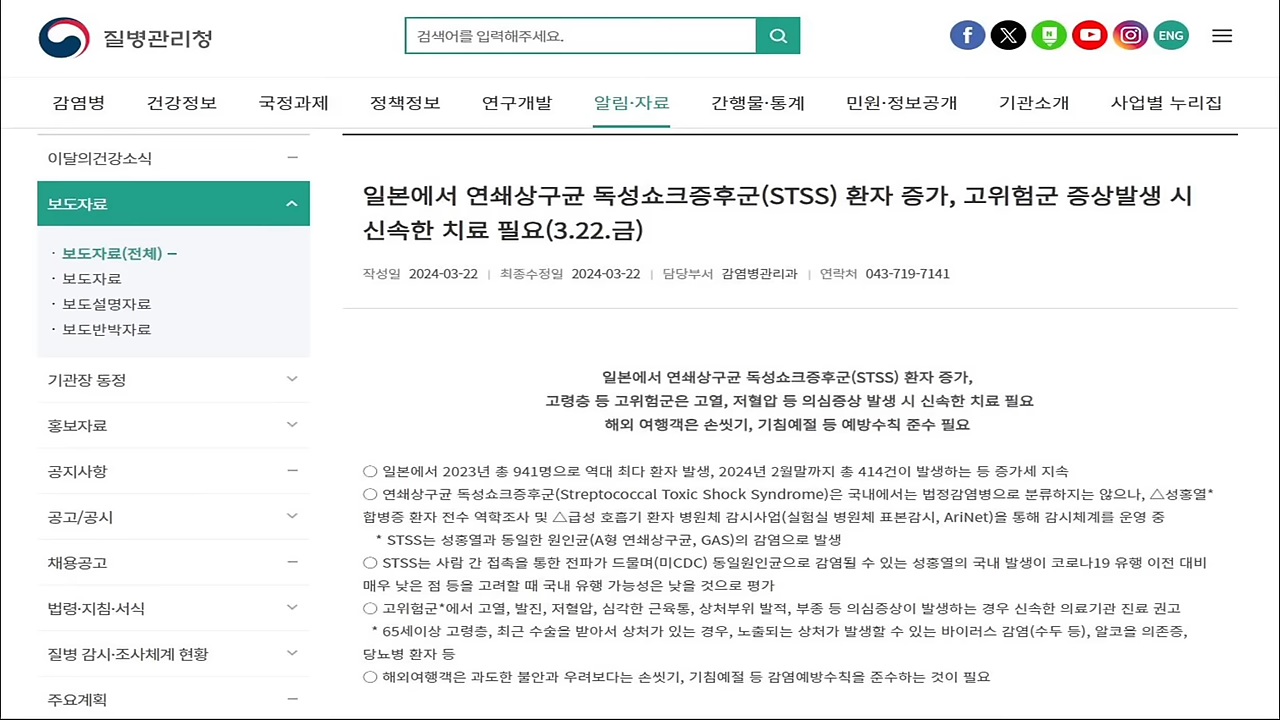 질병관리청
검색어를 입력해주세요.
ENG
감염병 건강정보 국정과제 정책정보 연구개발 알림·자료 간행물·통계 민원·정보공개 기관소개 사업별 누리집
이달의건강소식
보도자료
· 보도자료(전체)
· 보도자료
· 보도설명자료
· 보도반박자료
기관장 동정
홍보자료
공지사항
공고/공시
채용공고
법령·지침·서식
질병 감시·조사체계 현황
주요계획
일본에서 연쇄상구균 독성쇼크증후군(STSS) 환자 증가, 고위험군 증상발생 시
신속한 치료 필요(3.22.금)
작성일 2024-03-22 | 최종수정일 2024-03-22 | 담당부서 감염병관리과 | 연락처 043-719-7141
일본에서 연쇄상구균 독성쇼크증후군(STSS) 환자 증가,
고령층 등 고위험군은 고열, 저혈압 등 의심증상 발생 시 신속한 치료 필요
해외 여행객은 손씻기, 기침예절 등 예방수칙 준수 필요
○ 일본에서 2023년 총 941명으로 역대 최다 환자 발생, 2024년 2월말까지 총 414건이 발생하는 등 증가세 지속
○ 연쇄상구균 독성쇼크증후군(Streptococcal Toxic Shock Syndrome)은 국내에서는 법정감염병으로 분류하지는 않으나, △성홍열*
합병증 환자 전수 역학조사 및 △급성 호흡기 환자 병원체 감시사업(실험실 병원체 표본감시, AriNet)을 통해 감시체계를 운영 중
* STSS는 성홍열과 동일한 원인균(A형 연쇄상구균, GAS)의 감염으로 발생
○ STSS는 사람 간 접촉을 통한 전파가 드물며(미CDC) 동일원인균으로 감염될 수 있는 성홍열의 국내 발생이 코로나19 유행 이전 대비
매우 낮은 점 등을 고려할 때 국내 유행 가능성은 낮을 것으로 평가
○ 고위험군*에서 고열, 발진, 저혈압, 심각한 근육통, 상처부위 발적, 부종 등 의심증상이 발생하는 경우 신속한 의료기관 진료 권고
* 65세이상 고령층, 최근 수술을 받아서 상처가 있는 경우, 노출되는 상처가 발생할 수 있는 바이러스 감염(수두 등), 알코올 의존증,
당뇨병 환자 등
○ 해외여행객은 과도한 불안과 우려보다는 손씻기, 기침예절 등 감염예방수칙을 준수하는 것이 필요